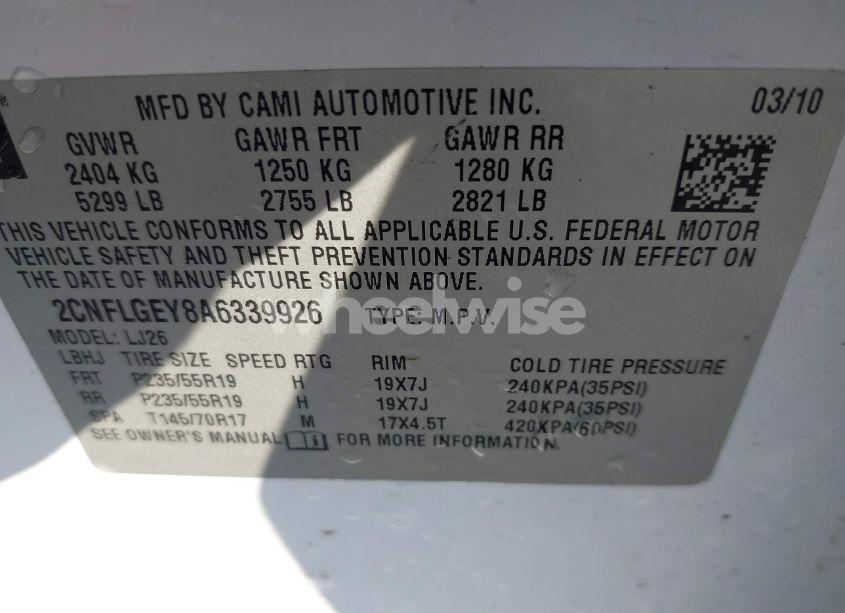 MFD BY CAMI AUTOMOTIVE INC. 03/10
GVWR GAWR FRT GAWR RR
2404 KG 1250 KG 1280 KG
5299 LB 2755 LB 2821 LB
THIS VEHICLE CONFORMS TO ALL APPLICABLE U.S. FEDERAL MOTOR
VEHICLE SAFETY AND THEFT PREVENTION STANDARDS IN EFFECT ON
THE DATE OF MANUFACTURE SHOWN ABOVE.
2CNFLGEY8A6339926 TYPE: M.P.V.
wheelwise
MODEL: LJ26
LBHJ TIRE SIZE SPEED RTG RIM COLD TIRE PRESSURE
FRT P235/55R19 H 19X7J 240KPA(35PSI)
RR P235/55R19 H 19X7J 240KPA(35PSI)
SPA T145/70R17 M 17X4.5T 420KPA(60PSI)
SEE OWNER'S MANUAL FOR MORE INFORMATION.